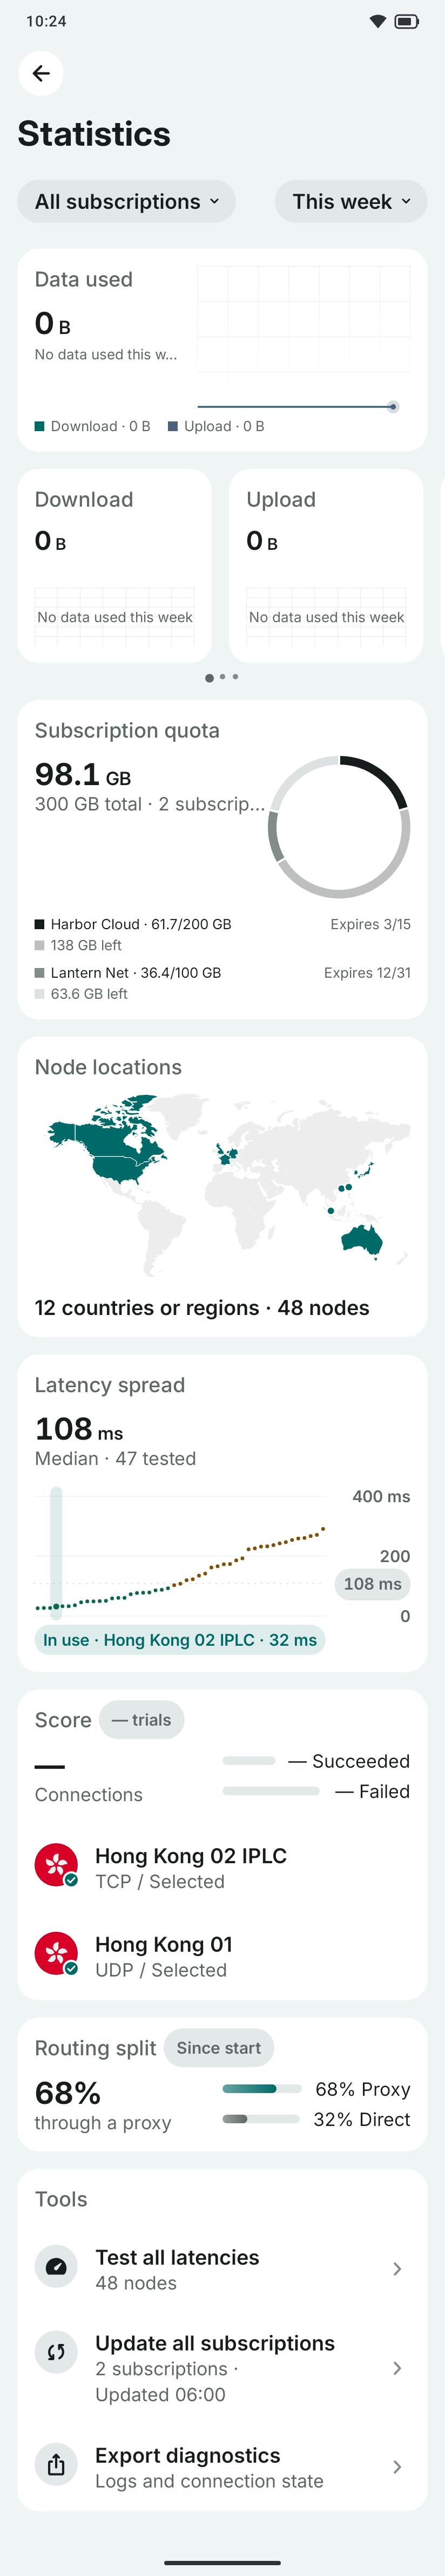 10:24
Statistics
All subscriptions
This week
Data used
0 B
No data used this w...
Download · 0 B
Upload · 0 B
Download
0 B
No data used this week
Upload
0 B
No data used this week
Subscription quota
98.1 GB
300 GB total · 2 subscrip...
Harbor Cloud · 61.7/200 GB
Expires 3/15
138 GB left
Lantern Net · 36.4/100 GB
Expires 12/31
63.6 GB left
Node locations
12 countries or regions · 48 nodes
Latency spread
108 ms
Median · 47 tested
400 ms
200
108 ms
0
In use · Hong Kong 02 IPLC · 32 ms
Score
— trials
—
— Succeeded
Connections
— Failed
Hong Kong 02 IPLC
TCP / Selected
Hong Kong 01
UDP / Selected
Routing split
Since start
68%
68% Proxy
through a proxy
32% Direct
Tools
Test all latencies
48 nodes
Update all subscriptions
2 subscriptions ·
Updated 06:00
Export diagnostics
Logs and connection state